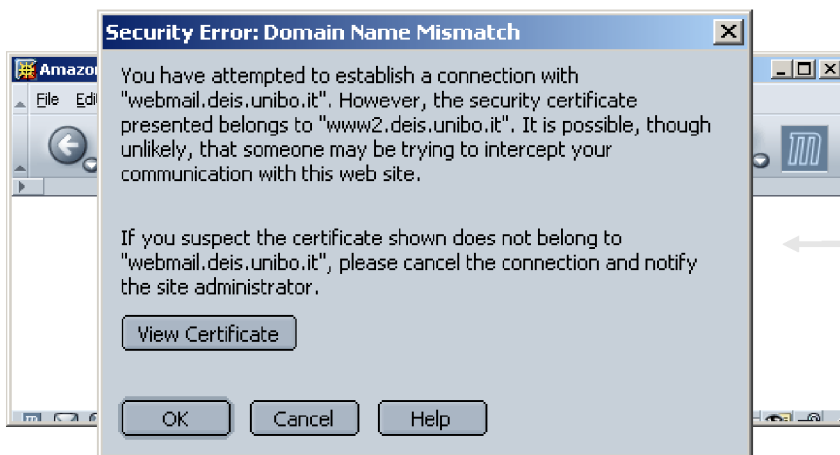 Security Error: Domain Name Mismatch
Amazo
File Edi
You have attempted to establish a connection with
"webmail.deis.unibo.it". However, the security certificate
presented belongs to "www2.deis.unibo.it". It is possible, though
unlikely, that someone may be trying to intercept your
communication with this web site.
If you suspect the certificate shown does not belong to
"webmail.deis.unibo.it", please cancel the connection and notify
the site administrator.
View Certificate
OK Cancel Help